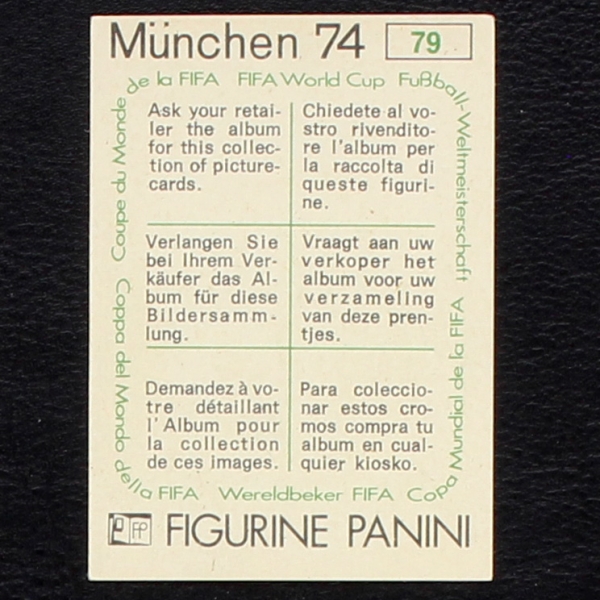 München 74 79
de la FIFA FIFA World Cup Fußball-Weltmeisterschaft
Ask your retai-
ler the album
for this collec-
tion of picture-
cards.
Chiedete al vo-
stro rivendito-
re l'album per
la raccolta di
queste figuri-
ne.
Verlangen Sie
bei Ihrem Ver-
käufer das Al-
bum für diese
Bildersamm-
lung.
Vraagt aan uw
verkoper het
album voor uw
verzameling
van deze pren-
tjes.
Demandez à vo-
tre détaillant
l'Album pour
la collection
de ces images.
Para coleccio-
nar estos cro-
mos compra tu
album en cual-
quier kiosko.
Coupe du Monde
Coppa del Mondo
della FIFA Wereldbeker FIFA Copa Mundial de la FIFA
FP FIGURINE PANINI